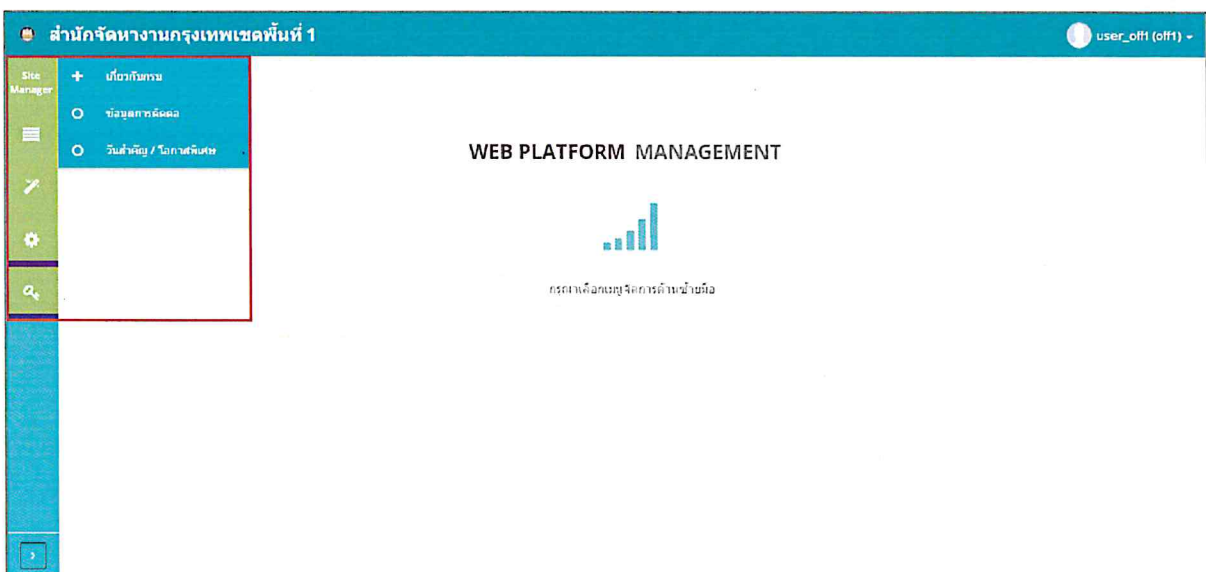 สำนักจัดหางานกรุงเทพเขตพื้นที่ 1
user_off1 (off1)
Site
Manager
เกี่ยวกับกรม
ข้อมูลการติดต่อ
วันสำคัญ / โอกาสพิเศษ
WEB PLATFORM MANAGEMENT
กรุณาเลือกเมนูจัดการด้านซ้ายมือ